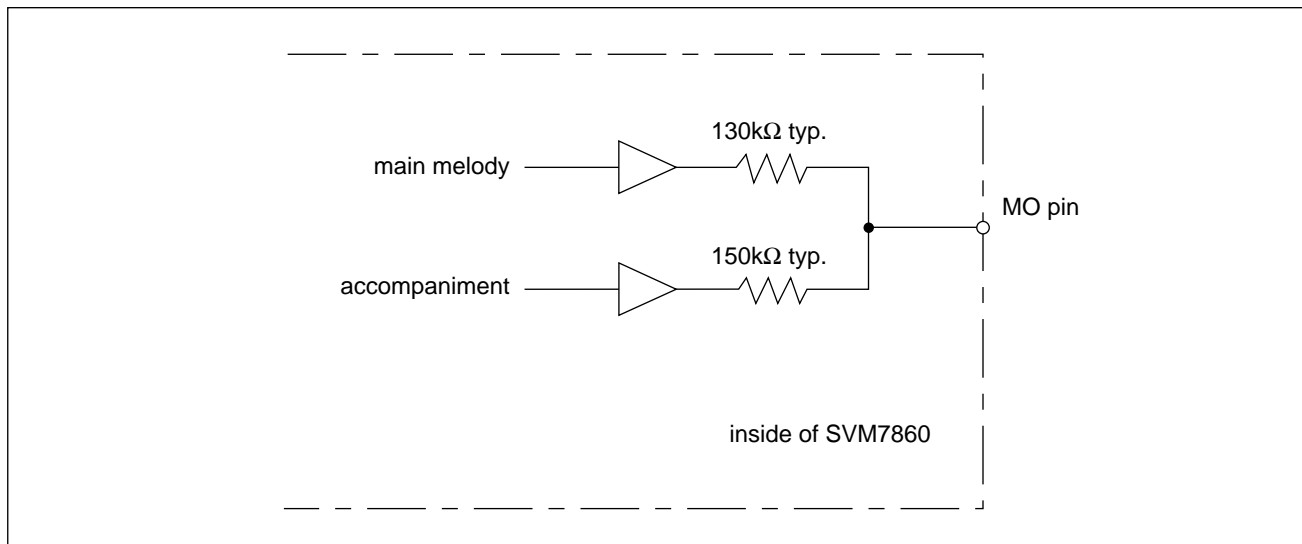 130kΩ typ.
main melody
MO pin
150kΩ typ.
accompaniment
inside of SVM7860